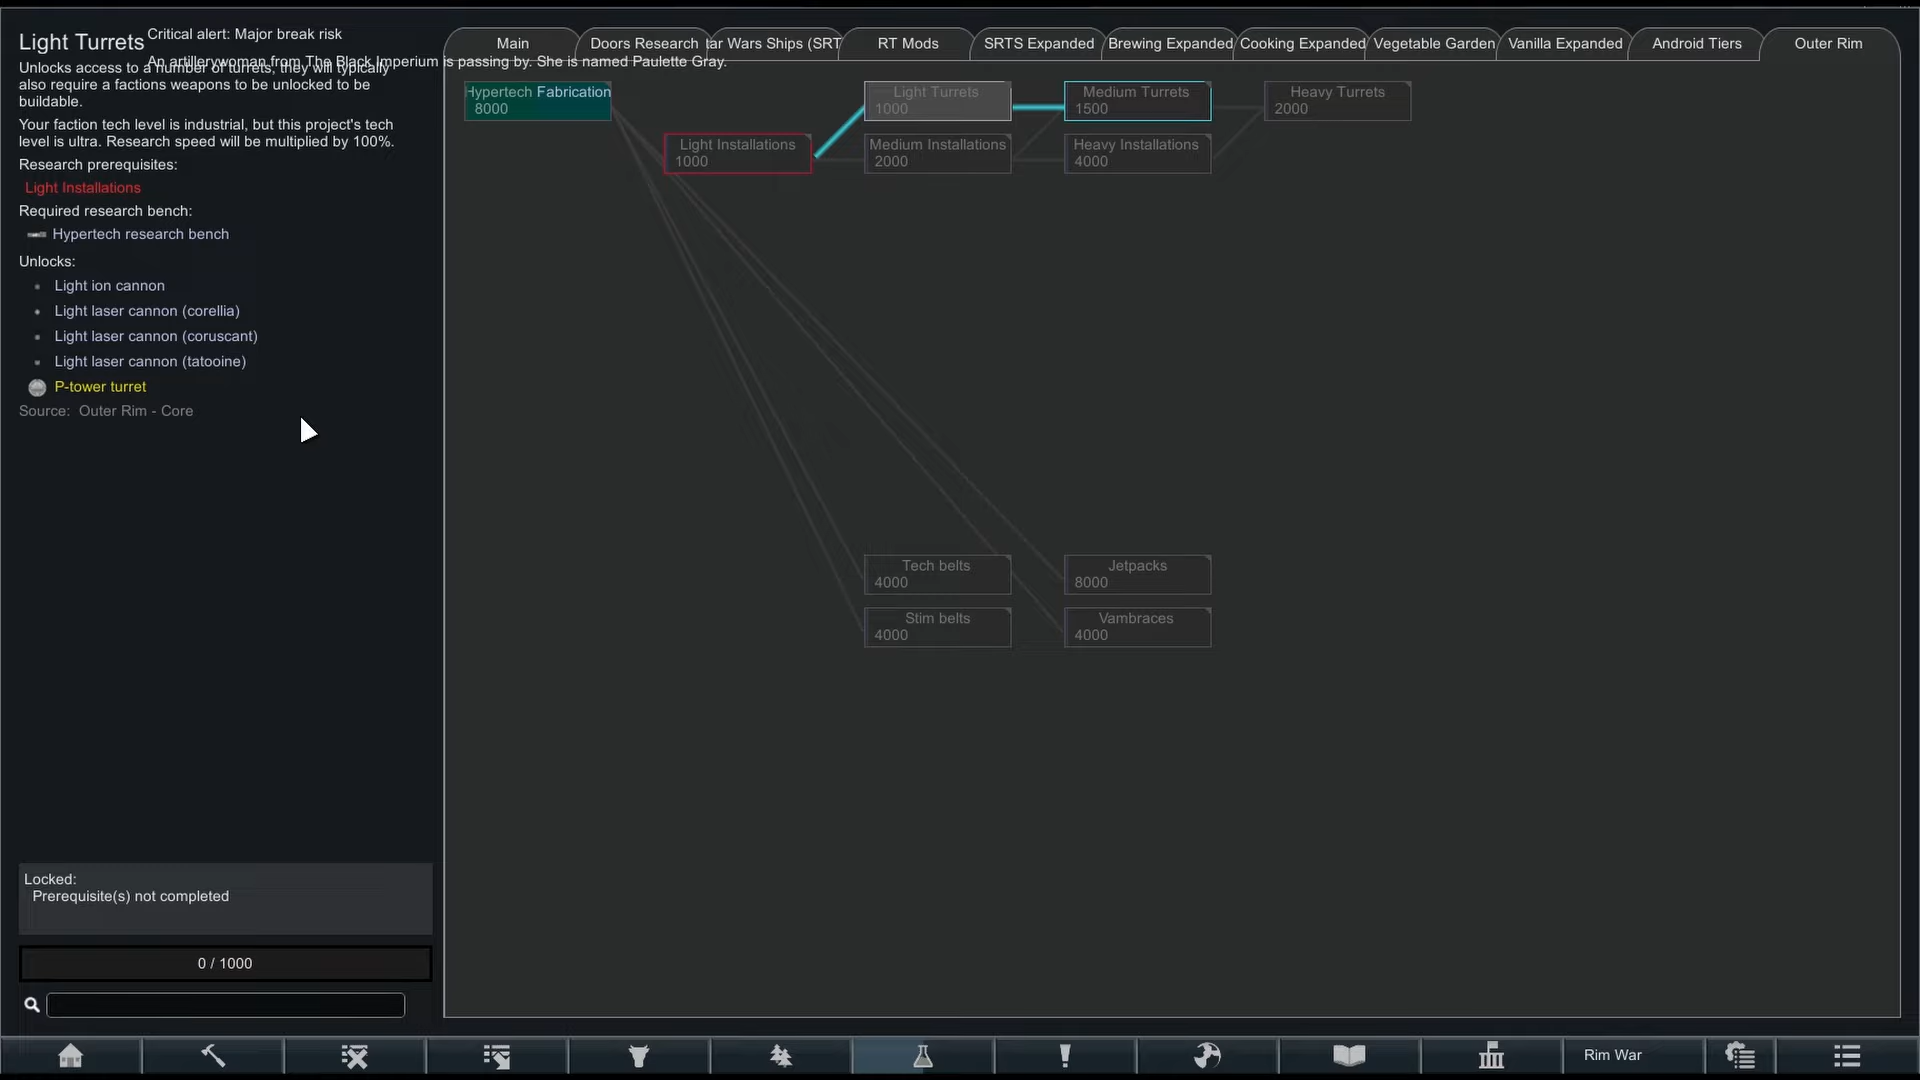 Light Turrets
Critical alert: Major break risk
An artillerywoman from The Black Imperium is passing by. She is named Paulette Gray.
Unlocks access to a number of turrets, they will typically
also require a factions weapons to be unlocked to be
buildable.
Your faction tech level is industrial, but this project's tech
level is ultra. Research speed will be multiplied by 100%.
Research prerequisites:
Light Installations
Required research bench:
Hypertech research bench
Unlocks:
Light ion cannon
Light laser cannon (corellia)
Light laser cannon (coruscant)
Light laser cannon (tatooine)
P-tower turret
Source: Outer Rim - Core
Locked:
Prerequisite(s) not completed
0 / 1000
Main
Doors Research
tar Wars Ships (SRT
RT Mods
SRTS Expanded
Brewing Expanded
Cooking Expanded
Vegetable Garden
Vanilla Expanded
Android Tiers
Outer Rim
Hypertech Fabrication
8000
Light Turrets
1000
Medium Turrets
1500
Heavy Turrets
2000
Light Installations
1000
Medium Installations
2000
Heavy Installations
4000
Tech belts
4000
Jetpacks
8000
Stim belts
4000
Vambraces
4000
Rim War